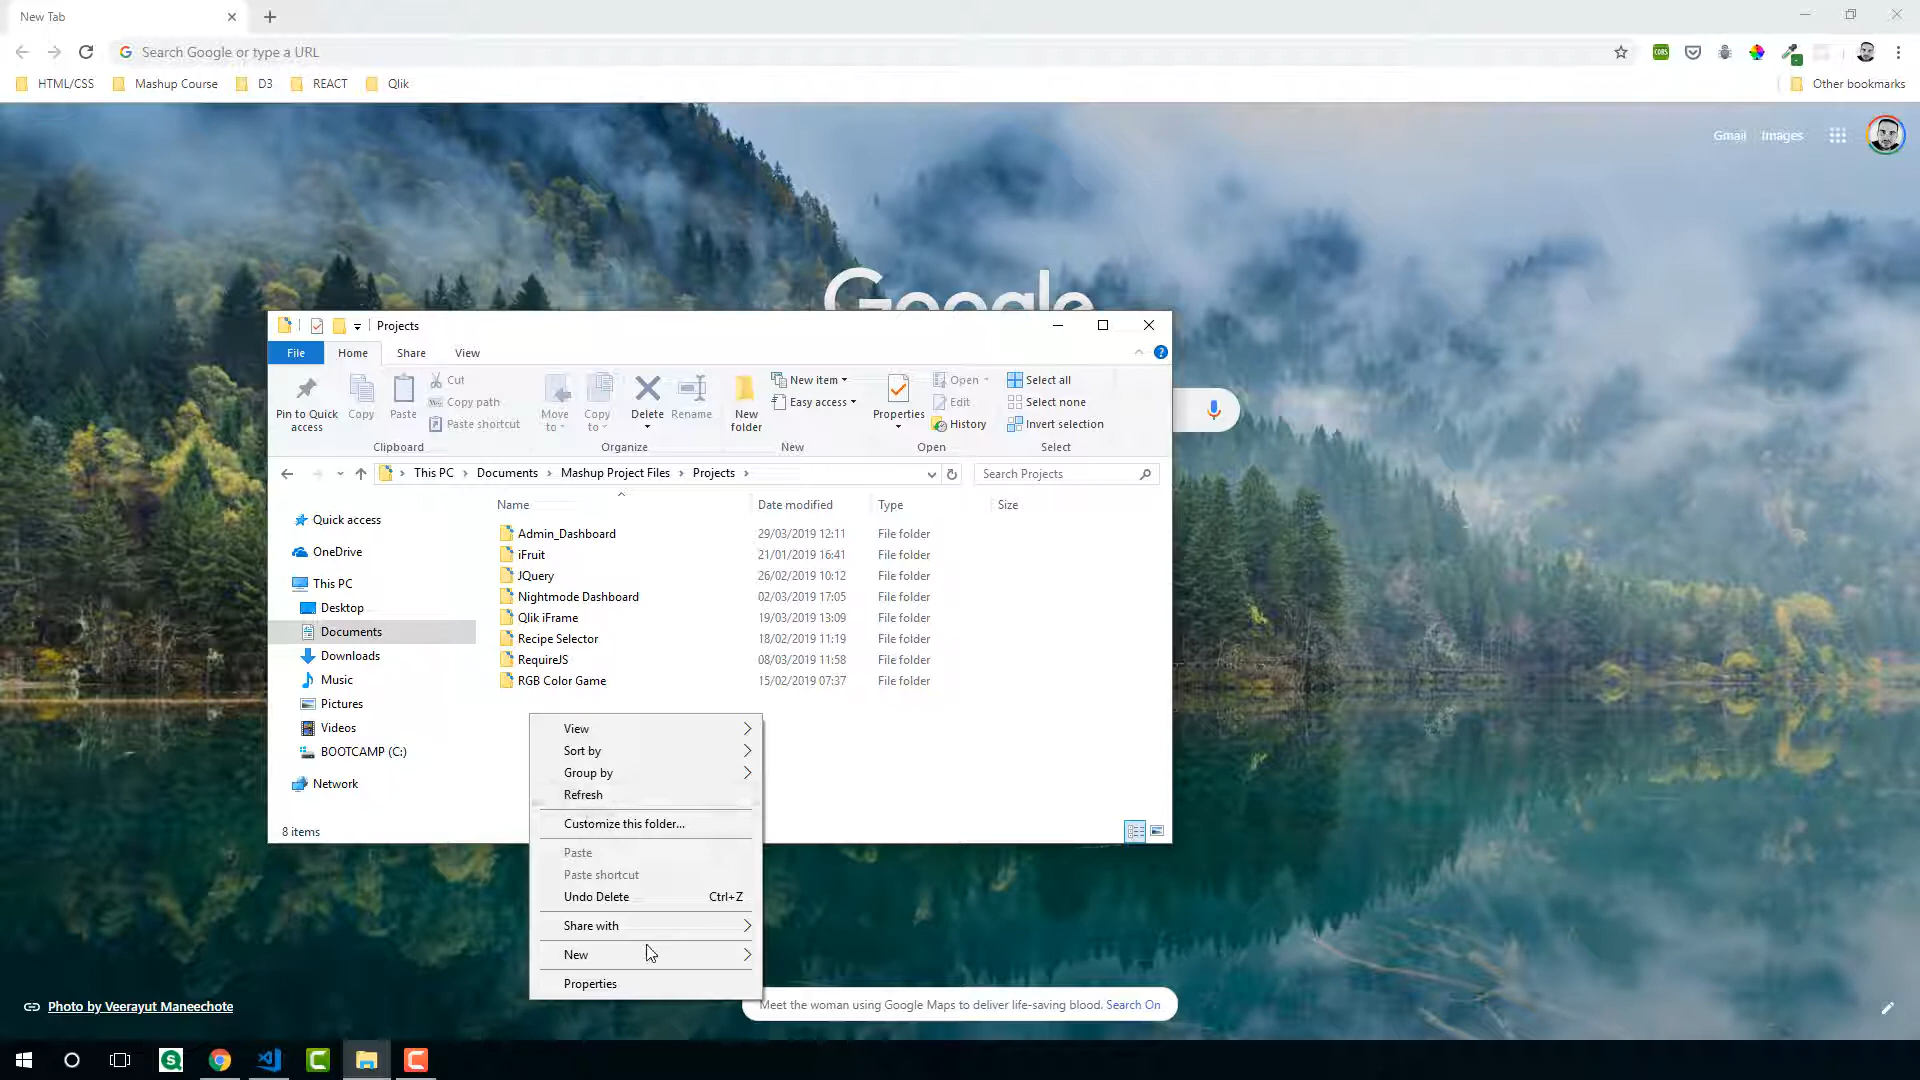 New Tab
Search Google or type a URL
HTML/CSS
Mashup Course
D3
REACT
Qlik
Other bookmarks
Gmail
Images
Google
Projects
File
Home
Share
View
Pin to Quick access
Copy
Paste
Cut
Copy path
Paste shortcut
Clipboard
Move to
Copy to
Delete
Rename
Organize
New folder
New item
Easy access
New
Properties
Open
Edit
History
Open
Select all
Select none
Invert selection
Select
This PC > Documents > Mashup Project Files > Projects >
Search Projects
Name Date modified Type Size
Quick access
OneDrive
This PC
Desktop
Documents
Downloads
Music
Pictures
Videos
BOOTCAMP (C:)
Network
Admin_Dashboard 29/03/2019 12:11 File folder
iFruit 21/01/2019 16:41 File folder
JQuery 26/02/2019 10:12 File folder
Nightmode Dashboard 02/03/2019 17:05 File folder
Qlik iFrame 19/03/2019 13:09 File folder
Recipe Selector 18/02/2019 11:19 File folder
RequireJS 08/03/2019 11:58 File folder
RGB Color Game 15/02/2019 07:37 File folder
View
Sort by
Group by
Refresh
Customize this folder...
Paste
Paste shortcut
Undo Delete Ctrl+Z
Share with
New
Properties
8 items
Photo by Veerayut Maneechote
Meet the woman using Google Maps to deliver life-saving blood. Search On